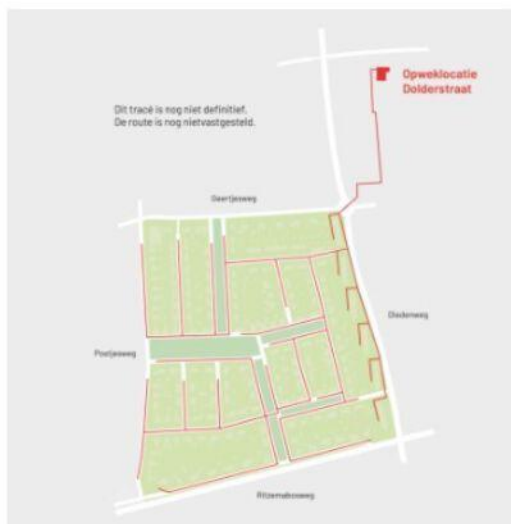 Opweklocatie
Dolderstraat
Dit tracé is nog niet definitief.
De route is nog nietvastgesteld.
Geertjesweg
Diedenweg
Postjesweg
Ritzemabosweg